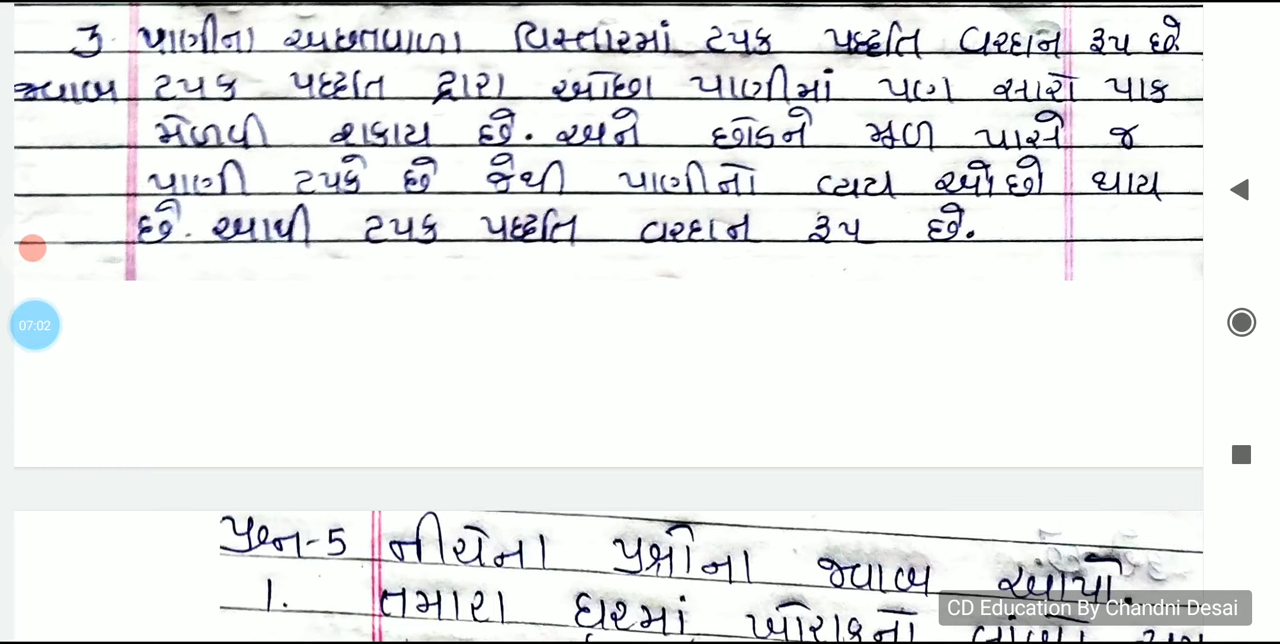 3. પાણીના અછતવાળા વિસ્તારમાં ટપક પદ્ધતિ વરદાન રૂપ છે.
જવાબ ટપક પદ્ધતિ દ્વારા ઓછા પાણીમાં પણ સારો પાક
મેળવી શકાય છે. અને છોડને મૂળ પાસે જ
પાણી ટપકે છે જેથી પાણીનો વ્યય ઓછો થાય
છે. આથી ટપક પદ્ધતિ વરદાન રૂપ છે.
07:02
પ્રશ્ન-5 નીચેના પ્રશ્નોના જવાબ આપો.
1. તમારા ઘરમાં ખોરાકનો
CD Education By Chandni Desai